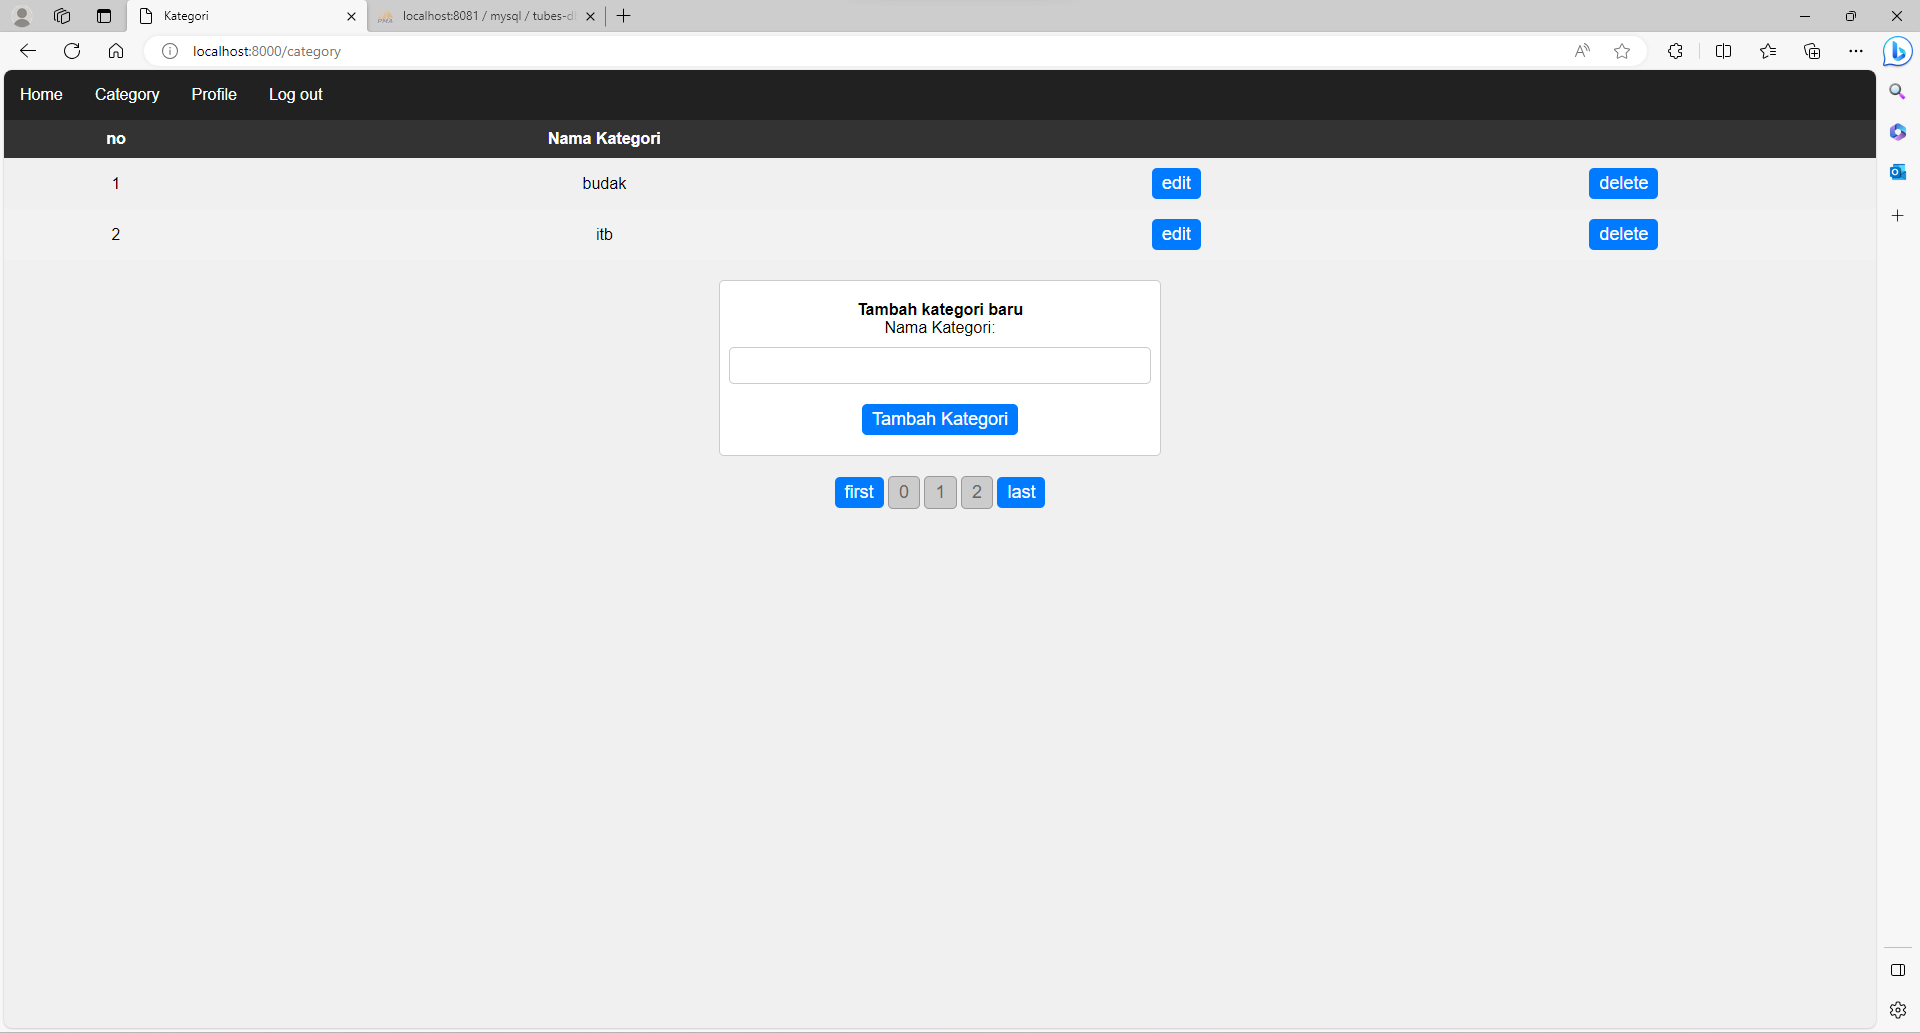 Kategori
localhost:8081 / mysql / tubes-di
localhost:8000/category
Home Category Profile Log out
no Nama Kategori
1 budak edit delete
2 itb edit delete
Tambah kategori baru
Nama Kategori:
Tambah Kategori
first 0 1 2 last